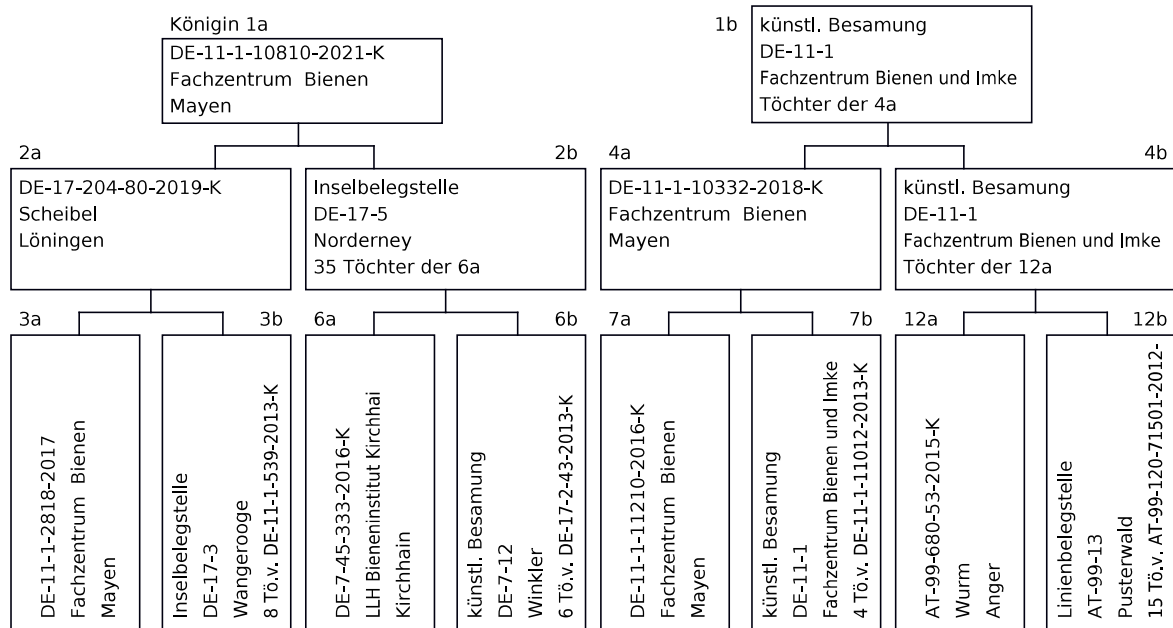 Königin 1a
DE-11-1-10810-2021-K
Fachzentrum Bienen
Mayen
1b
künstl. Besamung
DE-11-1
Fachzentrum Bienen und Imke
Töchter der 4a
2a
DE-17-204-80-2019-K
Scheibel
Löningen
2b
Inselbelegstelle
DE-17-5
Norderney
35 Töchter der 6a
4a
DE-11-1-10332-2018-K
Fachzentrum Bienen
Mayen
4b
künstl. Besamung
DE-11-1
Fachzentrum Bienen und Imke
Töchter der 12a
3a
DE-11-1-2818-2017
Fachzentrum Bienen
Mayen
3b
Inselbelegstelle
DE-17-3
Wangerooge
8 Tö.v. DE-11-1-539-2013-K
6a
DE-7-45-333-2016-K
LLH Bieneninstitut Kirchhai
Kirchhain
6b
künstl. Besamung
DE-7-12
Winkler
6 Tö.v. DE-17-2-43-2013-K
7a
DE-11-1-11210-2016-K
Fachzentrum Bienen
Mayen
7b
künstl. Besamung
DE-11-1
Fachzentrum Bienen und Imke
4 Tö.v. DE-11-1-11012-2013-K
12a
AT-99-680-53-2015-K
Wurm
Anger
12b
Linienbelegstelle
AT-99-13
Pusterwald
15 Tö.v. AT-99-120-71501-2012-